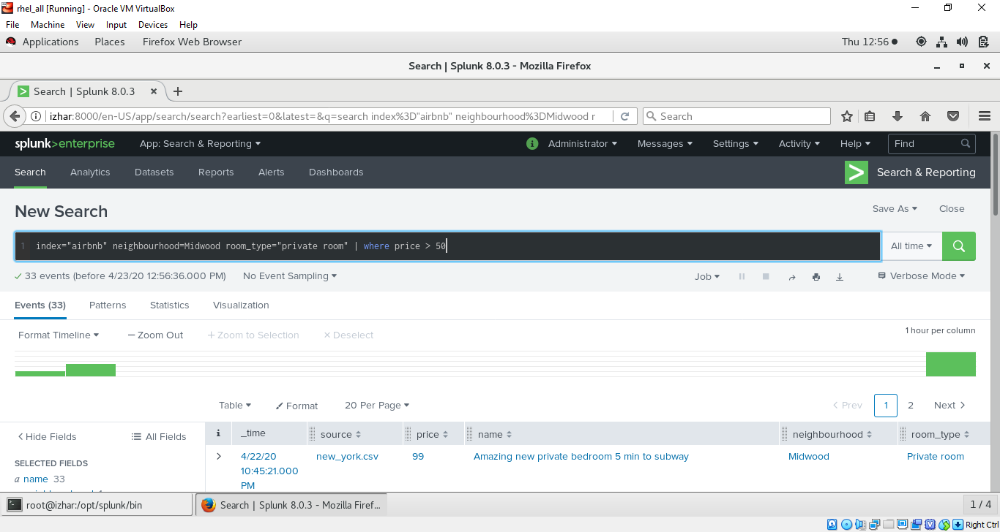 rhel_all [Running] - Oracle VM VirtualBox
File Machine View Input Devices Help
Applications Places Firefox Web Browser Thu 12:56
Search | Splunk 8.0.3 - Mozilla Firefox
Search | Splunk 8.0.3
izhar:8000/en-US/app/search/search?earliest=0&latest=&q=search index%3D"airbnb" neighbourhood%3DMidwood r Search
splunk>enterprise App: Search & Reporting Administrator Messages Settings Activity Help Find
Search Analytics Datasets Reports Alerts Dashboards Search & Reporting
New Search Save As Close
1 index="airbnb" neighbourhood=Midwood room_type="private room" | where price > 50 All time
33 events (before 4/23/20 12:56:36.000 PM) No Event Sampling Job Verbose Mode
Events (33) Patterns Statistics Visualization
Format Timeline — Zoom Out + Zoom to Selection × Deselect 1 hour per column
Table Format 20 Per Page < Prev 1 2 Next >
< Hide Fields All Fields i _time source price name neighbourhood room_type
SELECTED FIELDS
a name 33
> 4/22/20 new_york.csv 99 Amazing new private bedroom 5 min to subway Midwood Private room
10:45:21.000
PM
root@izhar:/opt/splunk/bin Search | Splunk 8.0.3 - Mozilla Firef... 1 / 4
Right Ctrl